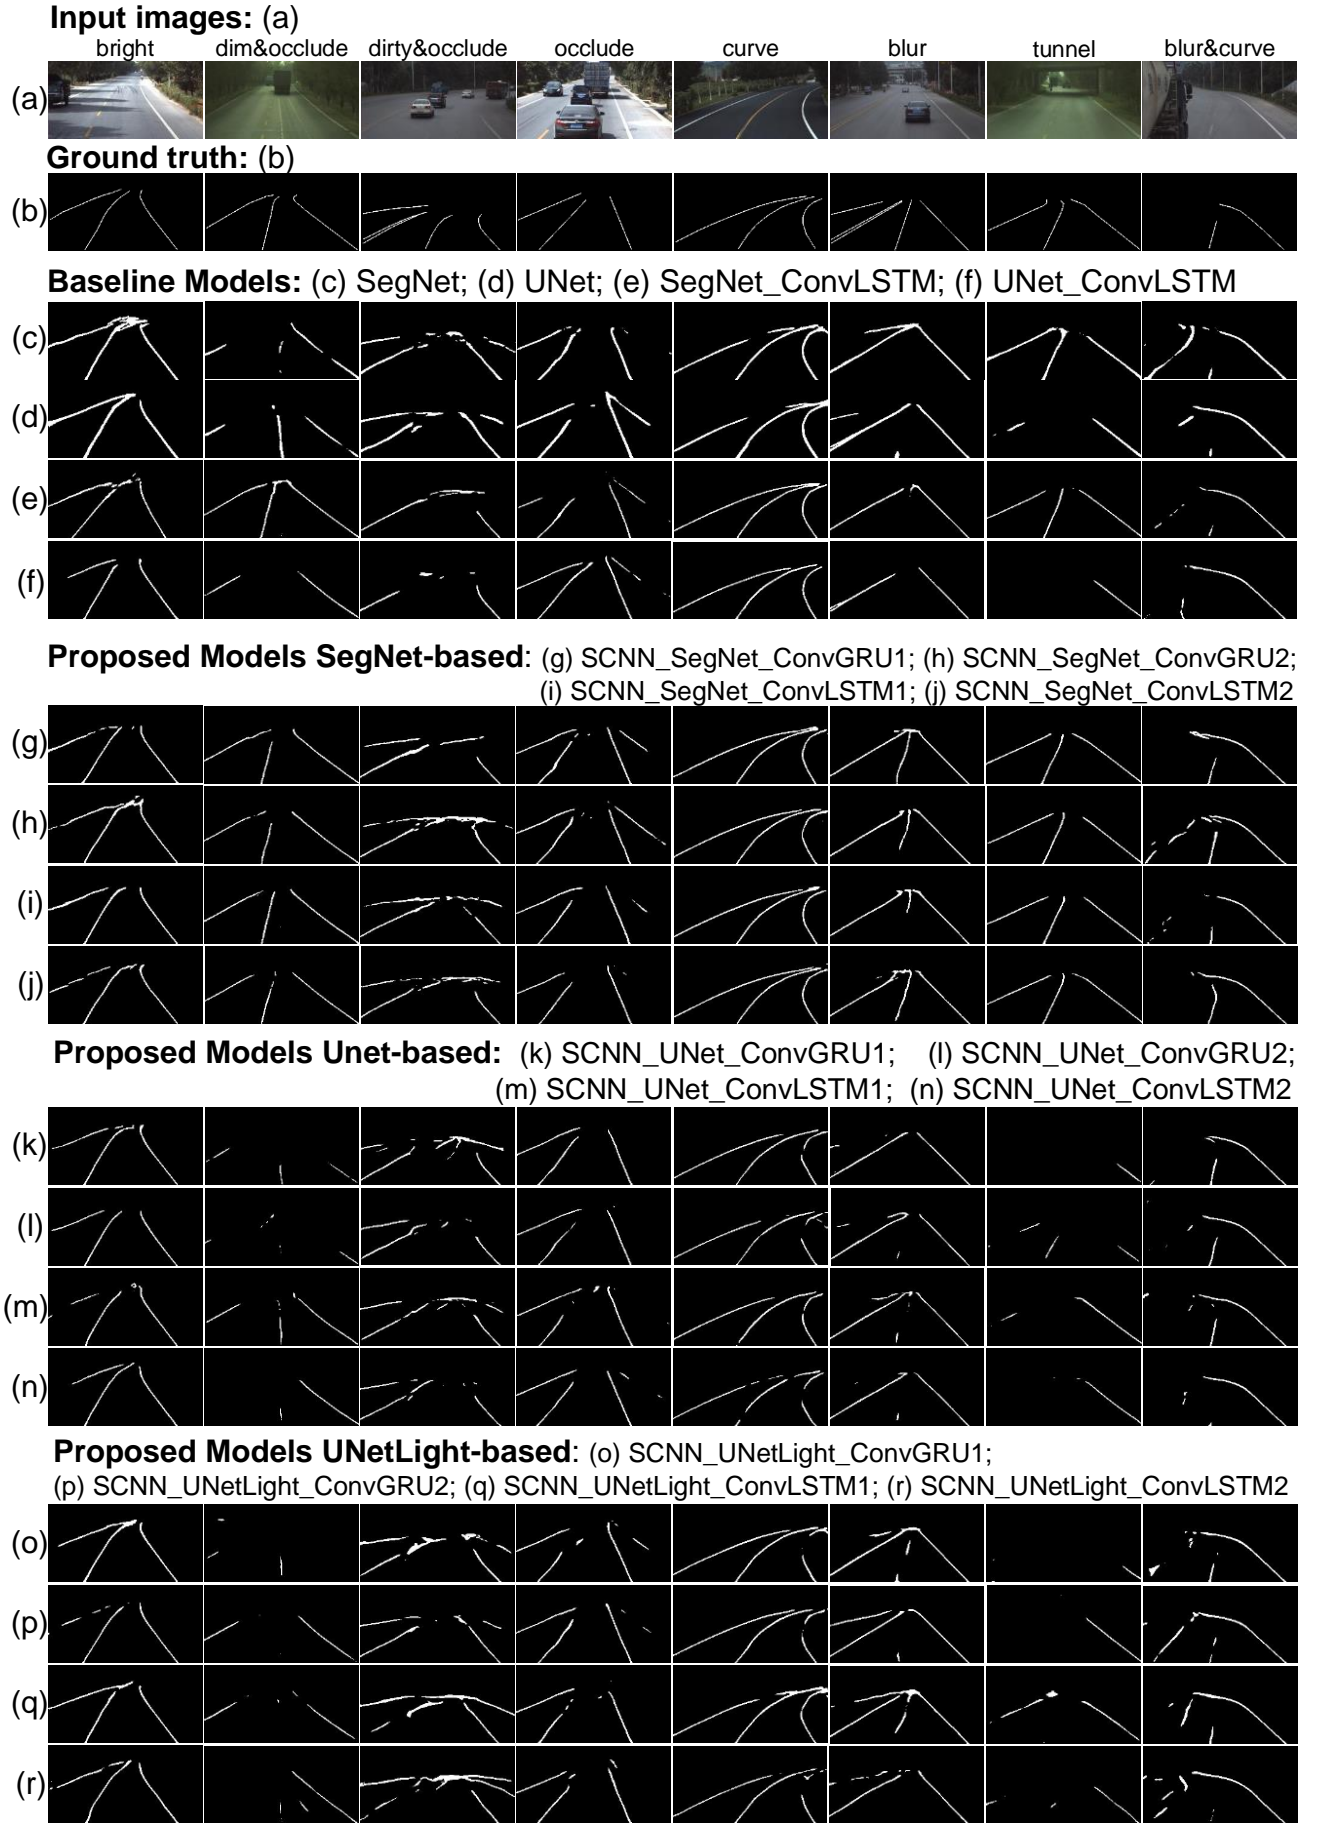 Input images: (a)
bright dim&occlude dirty&occlude occlude curve blur tunnel blur&curve
(a)
Ground truth: (b)
(b)
Baseline Models: (c) SegNet; (d) UNet; (e) SegNet_ConvLSTM; (f) UNet_ConvLSTM
(c)
(d)
(e)
(f)
Proposed Models SegNet-based: (g) SCNN_SegNet_ConvGRU1; (h) SCNN_SegNet_ConvGRU2;
(i) SCNN_SegNet_ConvLSTM1; (j) SCNN_SegNet_ConvLSTM2
(g)
(h)
(i)
(j)
Proposed Models Unet-based: (k) SCNN_UNet_ConvGRU1; (l) SCNN_UNet_ConvGRU2;
(m) SCNN_UNet_ConvLSTM1; (n) SCNN_UNet_ConvLSTM2
(k)
(l)
(m)
(n)
Proposed Models UNetLight-based: (o) SCNN_UNetLight_ConvGRU1;
(p) SCNN_UNetLight_ConvGRU2; (q) SCNN_UNetLight_ConvLSTM1; (r) SCNN_UNetLight_ConvLSTM2
(o)
(p)
(q)
(r)